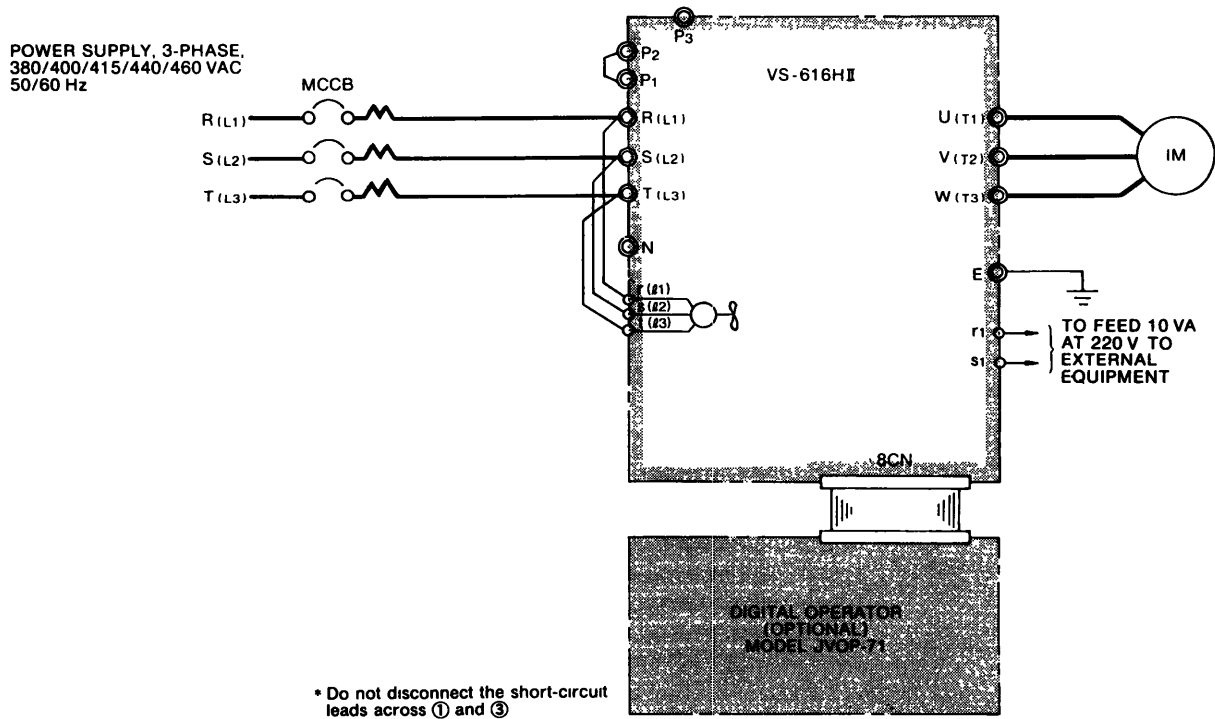 POWER SUPPLY, 3-PHASE,
380/400/415/440/460 VAC
50/60 Hz
MCCB
R (L1)
S (L2)
T (L3)
P3
P2
P1
VS-616HⅡ
R (L1)
S (L2)
T (L3)
N
r (ℓ1)
s (ℓ2)
(ℓ3)
U (T1)
V (T2)
W (T3)
IM
E
r1
s1
TO FEED 10 VA
AT 220 V TO
EXTERNAL
EQUIPMENT
8CN
DIGITAL OPERATOR
(OPTIONAL)
MODEL JVOP-71
* Do not disconnect the short-circuit
leads across ① and ③